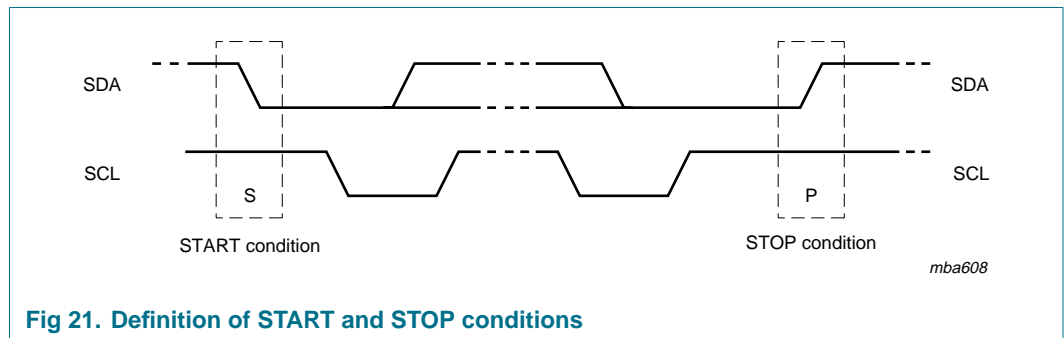 SDA
SDA
SCL
SCL
S
P
START condition
STOP condition
mba608
Fig 21. Definition of START and STOP conditions